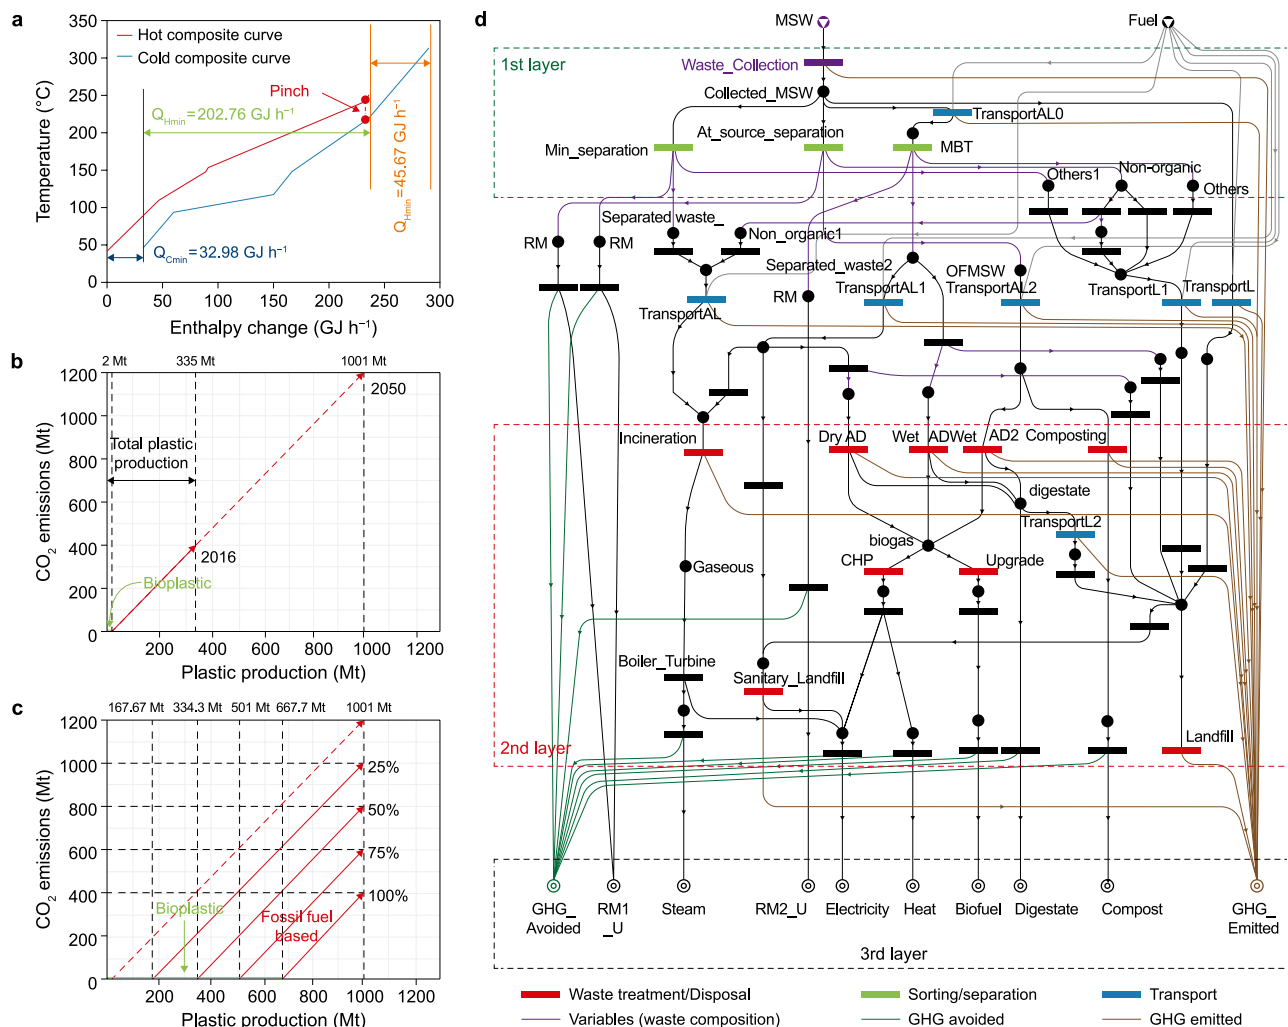 a
350
300
250
200
150
100
50
0
Temperature (°C)
Hot composite curve
Cold composite curve
Pinch
Q_Hmin=202.76 GJ h⁻¹
Q_Hmin=45.67 GJ h⁻¹
Q_Cmin=32.98 GJ h⁻¹
0 50 100 150 200 250 300
Enthalpy change (GJ h⁻¹)
b
2 Mt 335 Mt 1001 Mt
1200
1000
800
600
400
200
0
CO₂ emissions (Mt)
2050
Total plastic
production
2016
Bioplastic
200 400 600 800 1000 1200
Plastic production (Mt)
c
167.67 Mt 334.3 Mt 501 Mt 667.7 Mt 1001 Mt
1200
1000
800
600
400
200
0
CO₂ emissions (Mt)
25%
50%
75%
100%
Bioplastic
Fossil fuel
based
200 400 600 800 1000 1200
Plastic production (Mt)
d
MSW
Fuel
1st layer
Waste_Collection
Collected_MSW
TransportAL0
At_source_separation
Min_separation
MBT
Others1
Non-organic
Others
Separated waste_
RM
RM
Non_organic1
Separated_waste2
RM
OFMSW
TransportAL
TransportAL1
TransportAL2
TransportL1
TransportL
Incineration
Dry AD
Wet ADWet AD2
Composting
digestate
TransportL2
biogas
CHP
Upgrade
Gaseous
Boiler_Turbine
Sanitary_Landfill
Landfill
2nd layer
GHG_
Avoided
RM1
_U
Steam
RM2_U
Electricity
Heat
Biofuel
Digestate
Compost
GHG_
Emitted
3rd layer
Waste treatment/Disposal
Sorting/separation
Transport
Variables (waste composition)
GHG avoided
GHG emitted